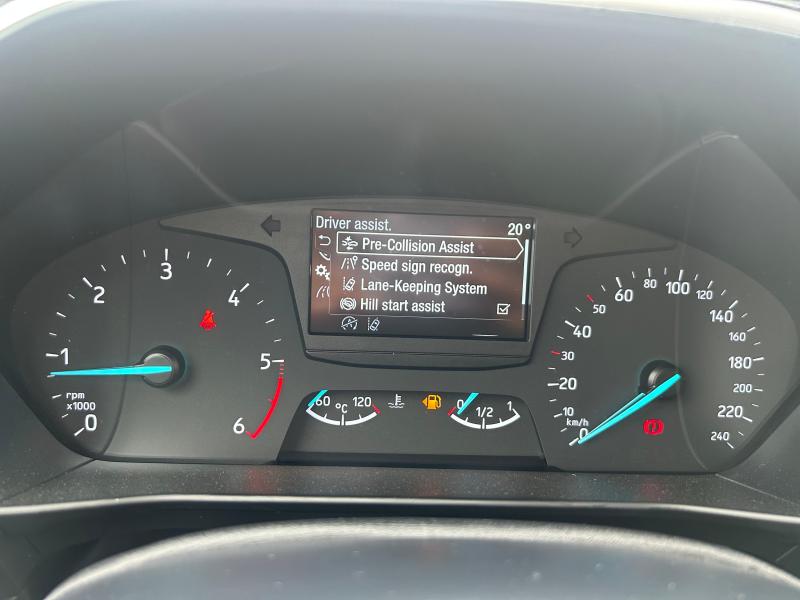 Driver assist. 20°
Pre-Collision Assist
Speed sign recogn.
Lane-Keeping System
Hill start assist
0
1
2
3
4
5
6
rpm
x1000
60 °C 120
0 1/2 1
0
10
20
30
40
50
60
80
100
120
140
160
180
200
220
240
km/h